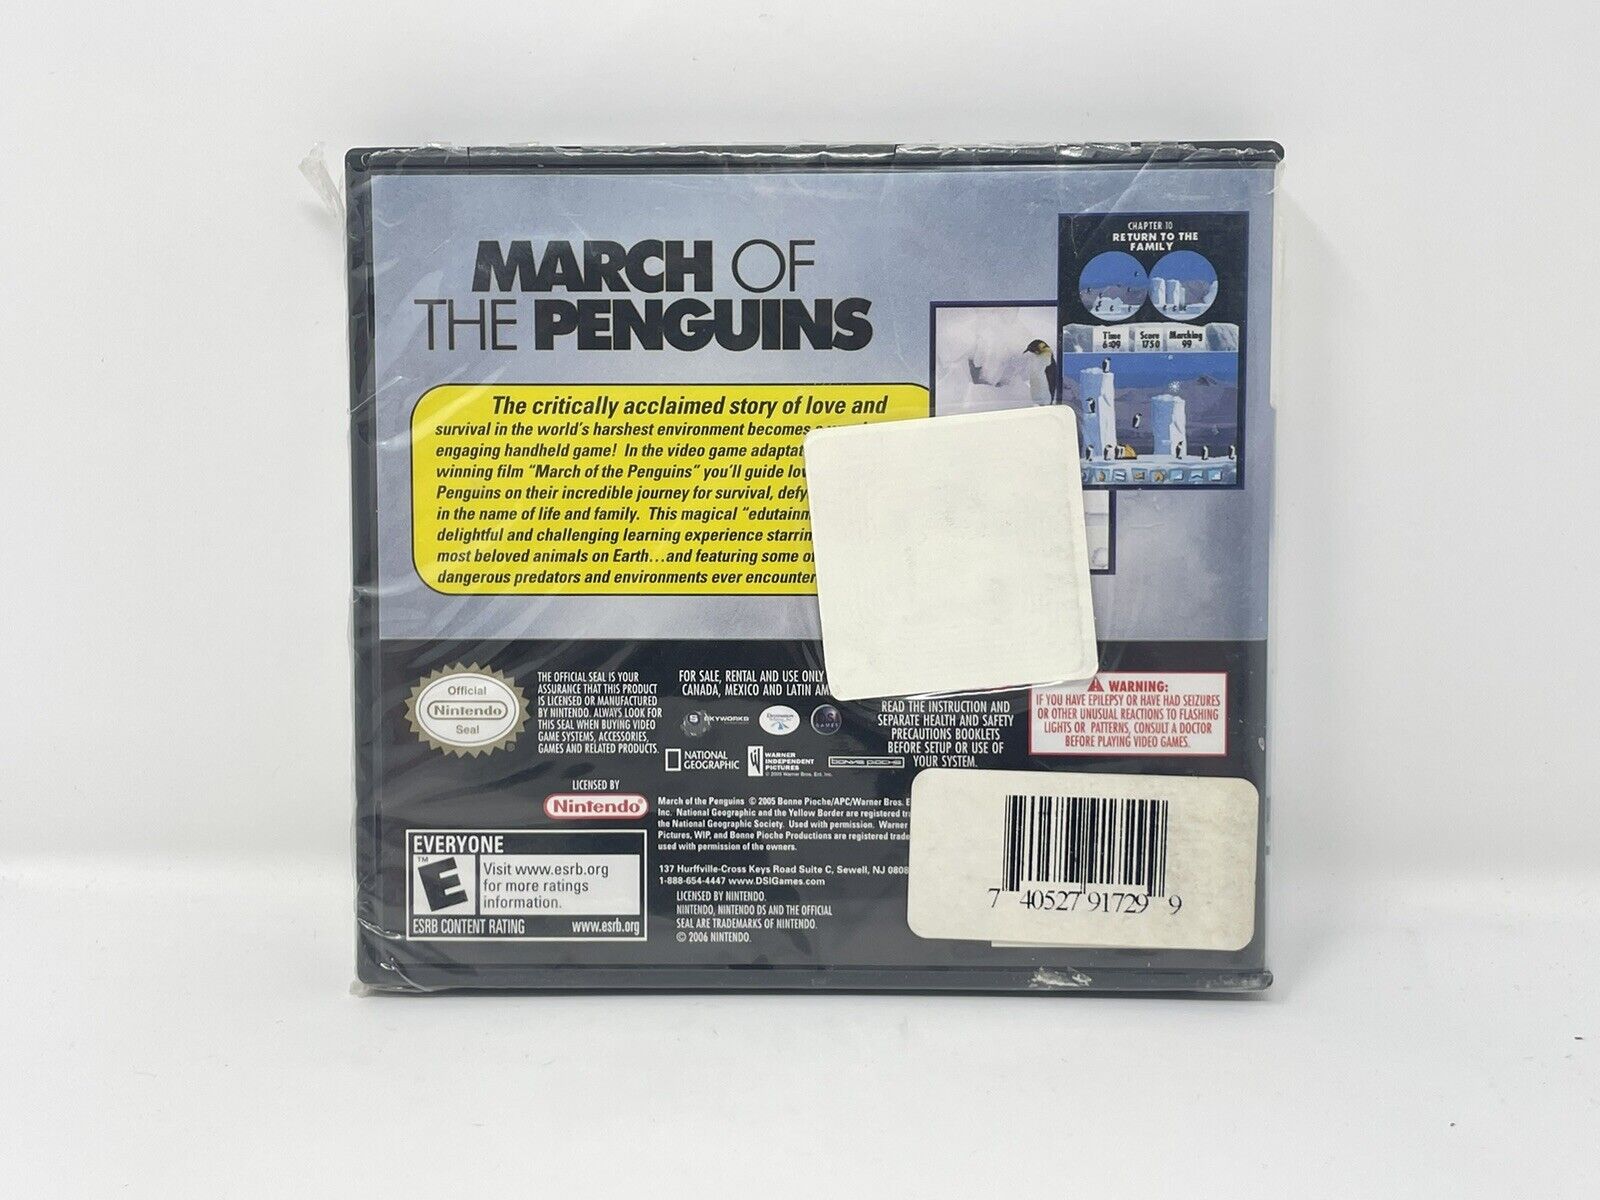 MARCH OF
THE PENGUINS
The critically acclaimed story of love and
survival in the world's harshest environment becomes
engaging handheld game! In the video game
winning film "March of the Penguins" you'll guide
Penguins on their incredible journey for survival,
in the name of life and family. This magical
delightful and challenging learning experience
most beloved animals on Earth...and featuring some
dangerous predators and environments ever
CHAPTER 10
RETURN TO THE
FAMILY
Time Score Marching
6:09 1750 99
Official
Nintendo
Seal
THE OFFICIAL SEAL IS YOUR
ASSURANCE THAT THIS PRODUCT
IS LICENSED OR MANUFACTURED
BY NINTENDO. ALWAYS LOOK FOR
THIS SEAL WHEN BUYING VIDEO
GAME SYSTEMS, ACCESSORIES,
GAMES AND RELATED PRODUCTS.
FOR SALE, RENTAL AND USE ONLY
CANADA, MEXICO AND LATIN
SKYWORKS
DSI
GAMES
NATIONAL
GEOGRAPHIC
WARNER
INDEPENDENT
PICTURES
© 2005 Warner Bros. Ent. Inc.
bonne pioche
READ THE INSTRUCTION AND
SEPARATE HEALTH AND SAFETY
PRECAUTIONS BOOKLETS
BEFORE SETUP OR USE OF
YOUR SYSTEM.
WARNING:
IF YOU HAVE EPILEPSY OR HAVE HAD SEIZURES
OR OTHER UNUSUAL REACTIONS TO FLASHING
LIGHTS OR PATTERNS, CONSULT A DOCTOR
BEFORE PLAYING VIDEO GAMES.
LICENSED BY
Nintendo®
EVERYONE
E
™
Visit www.esrb.org
for more ratings
information.
ESRB CONTENT RATING www.esrb.org
March of the Penguins © 2005 Bonne Pioche/APC/Warner Bros.
Inc. National Geographic and the Yellow Border are registered
the National Geographic Society. Used with permission. Warner
Pictures, WIP, and Bonne Pioche Productions are registered
used with permission of the owners.
137 Hurffville-Cross Keys Road Suite C, Sewell, NJ
1-888-654-4447 www.DSIGames.com
LICENSED BY NINTENDO.
NINTENDO, NINTENDO DS AND THE OFFICIAL
SEAL ARE TRADEMARKS OF NINTENDO.
© 2006 NINTENDO.
7 40527 91729 9